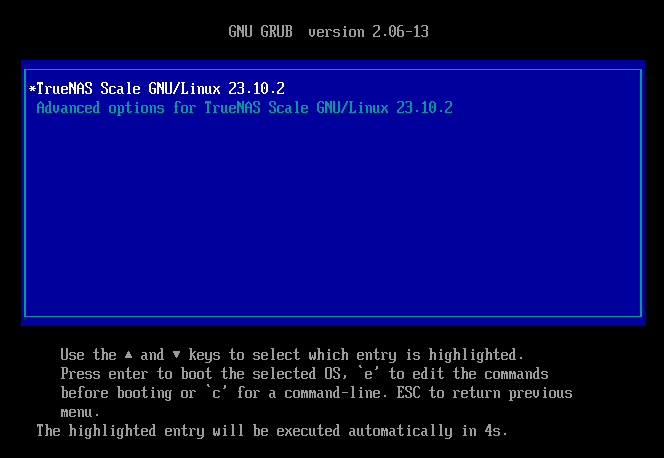 GNU GRUB  version 2.06-13
*TrueNAS Scale GNU/Linux 23.10.2
Advanced options for TrueNAS Scale GNU/Linux 23.10.2
Use the ▲ and ▼ keys to select which entry is highlighted.
Press enter to boot the selected OS, `e' to edit the commands
before booting or `c' for a command-line. ESC to return previous
menu.
The highlighted entry will be executed automatically in 4s.